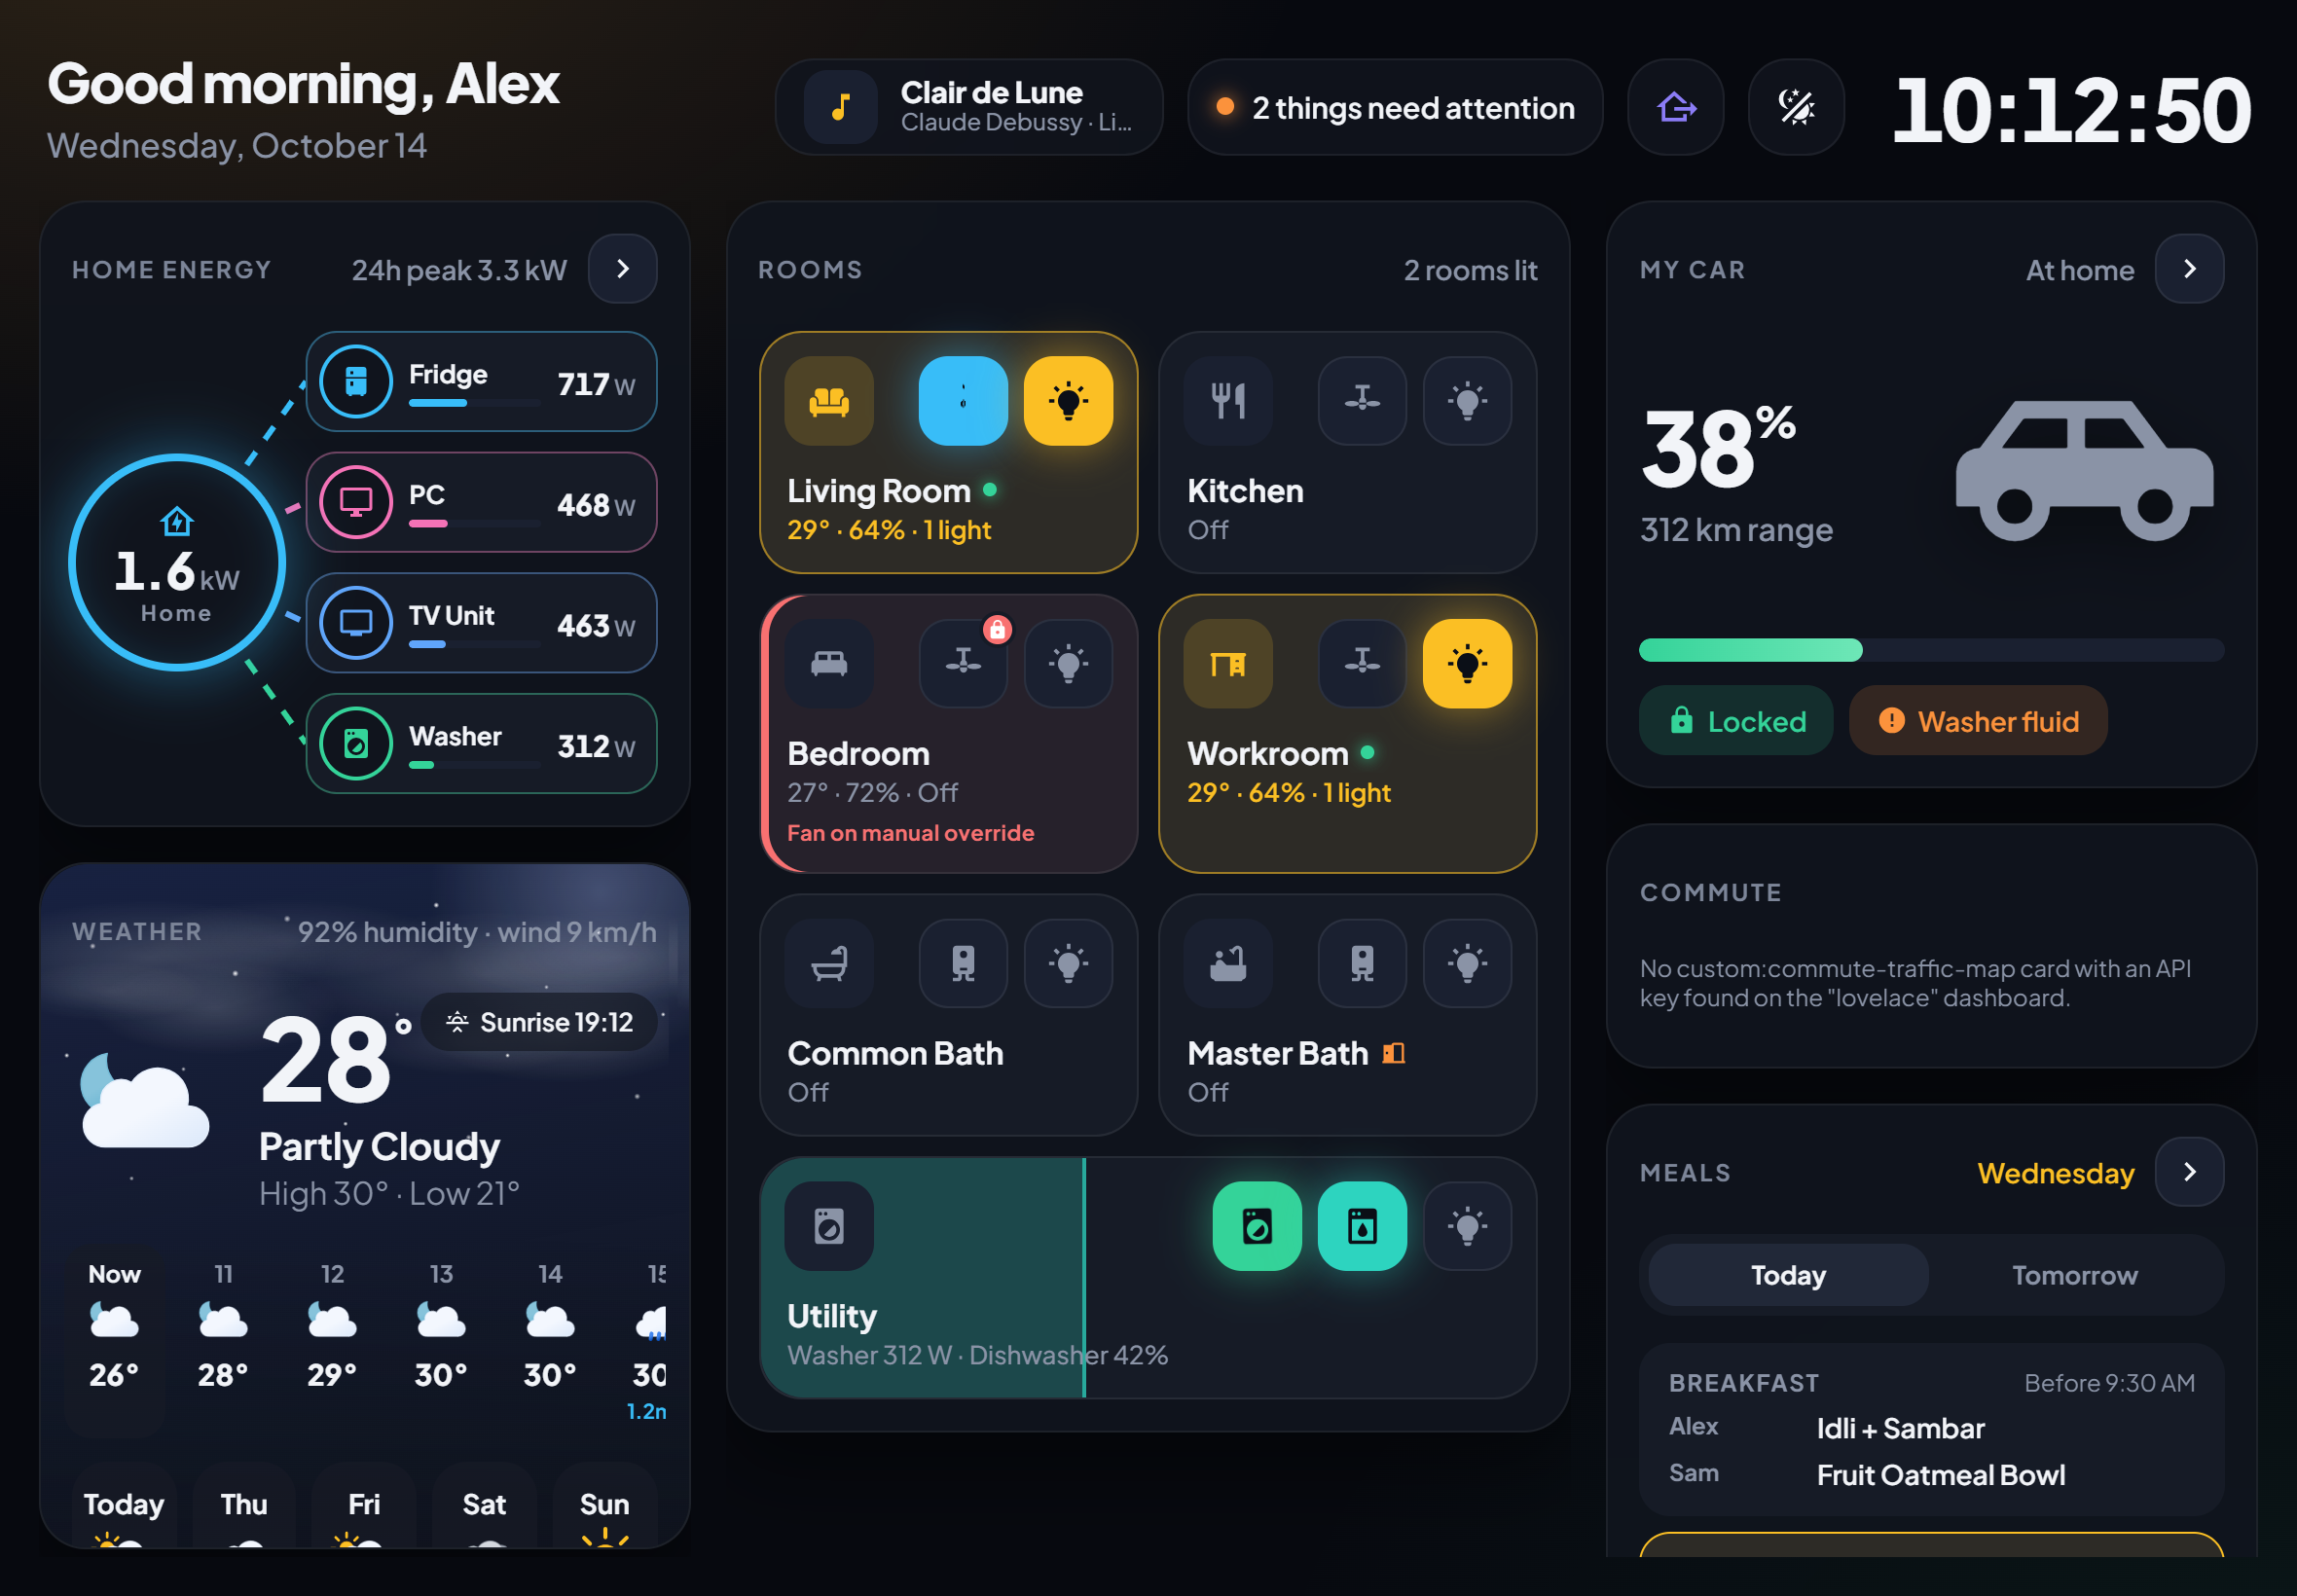 Good morning, Alex
Wednesday, October 14
Clair de Lune
Claude Debussy · Li...
2 things need attention
10:12:50
HOME ENERGY
24h peak 3.3 kW
1.6 kW
Home
Fridge
717 W
PC
468 W
TV Unit
463 W
Washer
312 W
WEATHER
92% humidity · wind 9 km/h
28°
Sunrise 19:12
Partly Cloudy
High 30° · Low 21°
Now 11 12 13 14 15
26° 28° 29° 30° 30° 30
1.2m
Today Thu Fri Sat Sun
ROOMS
2 rooms lit
Living Room
29° · 64% · 1 light
Kitchen
Off
Bedroom
27° · 72% · Off
Fan on manual override
Workroom
29° · 64% · 1 light
Common Bath
Off
Master Bath
Off
Utility
Washer 312 W · Dishwasher 42%
MY CAR
At home
38%
312 km range
Locked
Washer fluid
COMMUTE
No custom:commute-traffic-map card with an API
key found on the "lovelace" dashboard.
MEALS
Wednesday
Today
Tomorrow
BREAKFAST
Before 9:30 AM
Alex
Idli + Sambar
Sam
Fruit Oatmeal Bowl